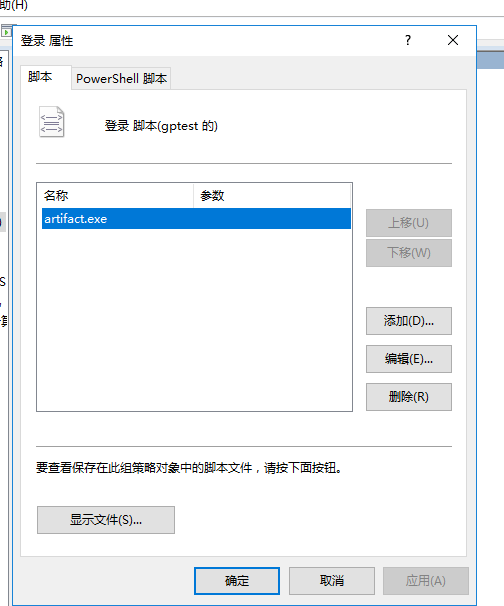 助(H)
登录 属性
?
脚本
PowerShell 脚本
登录 脚本(gptest 的)
名称 参数
artifact.exe
上移(U)
下移(W)
添加(D)...
编辑(E)...
删除(R)
要查看保存在此组策略对象中的脚本文件，请按下面按钮。
显示文件(S)...
确定 取消 应用(A)